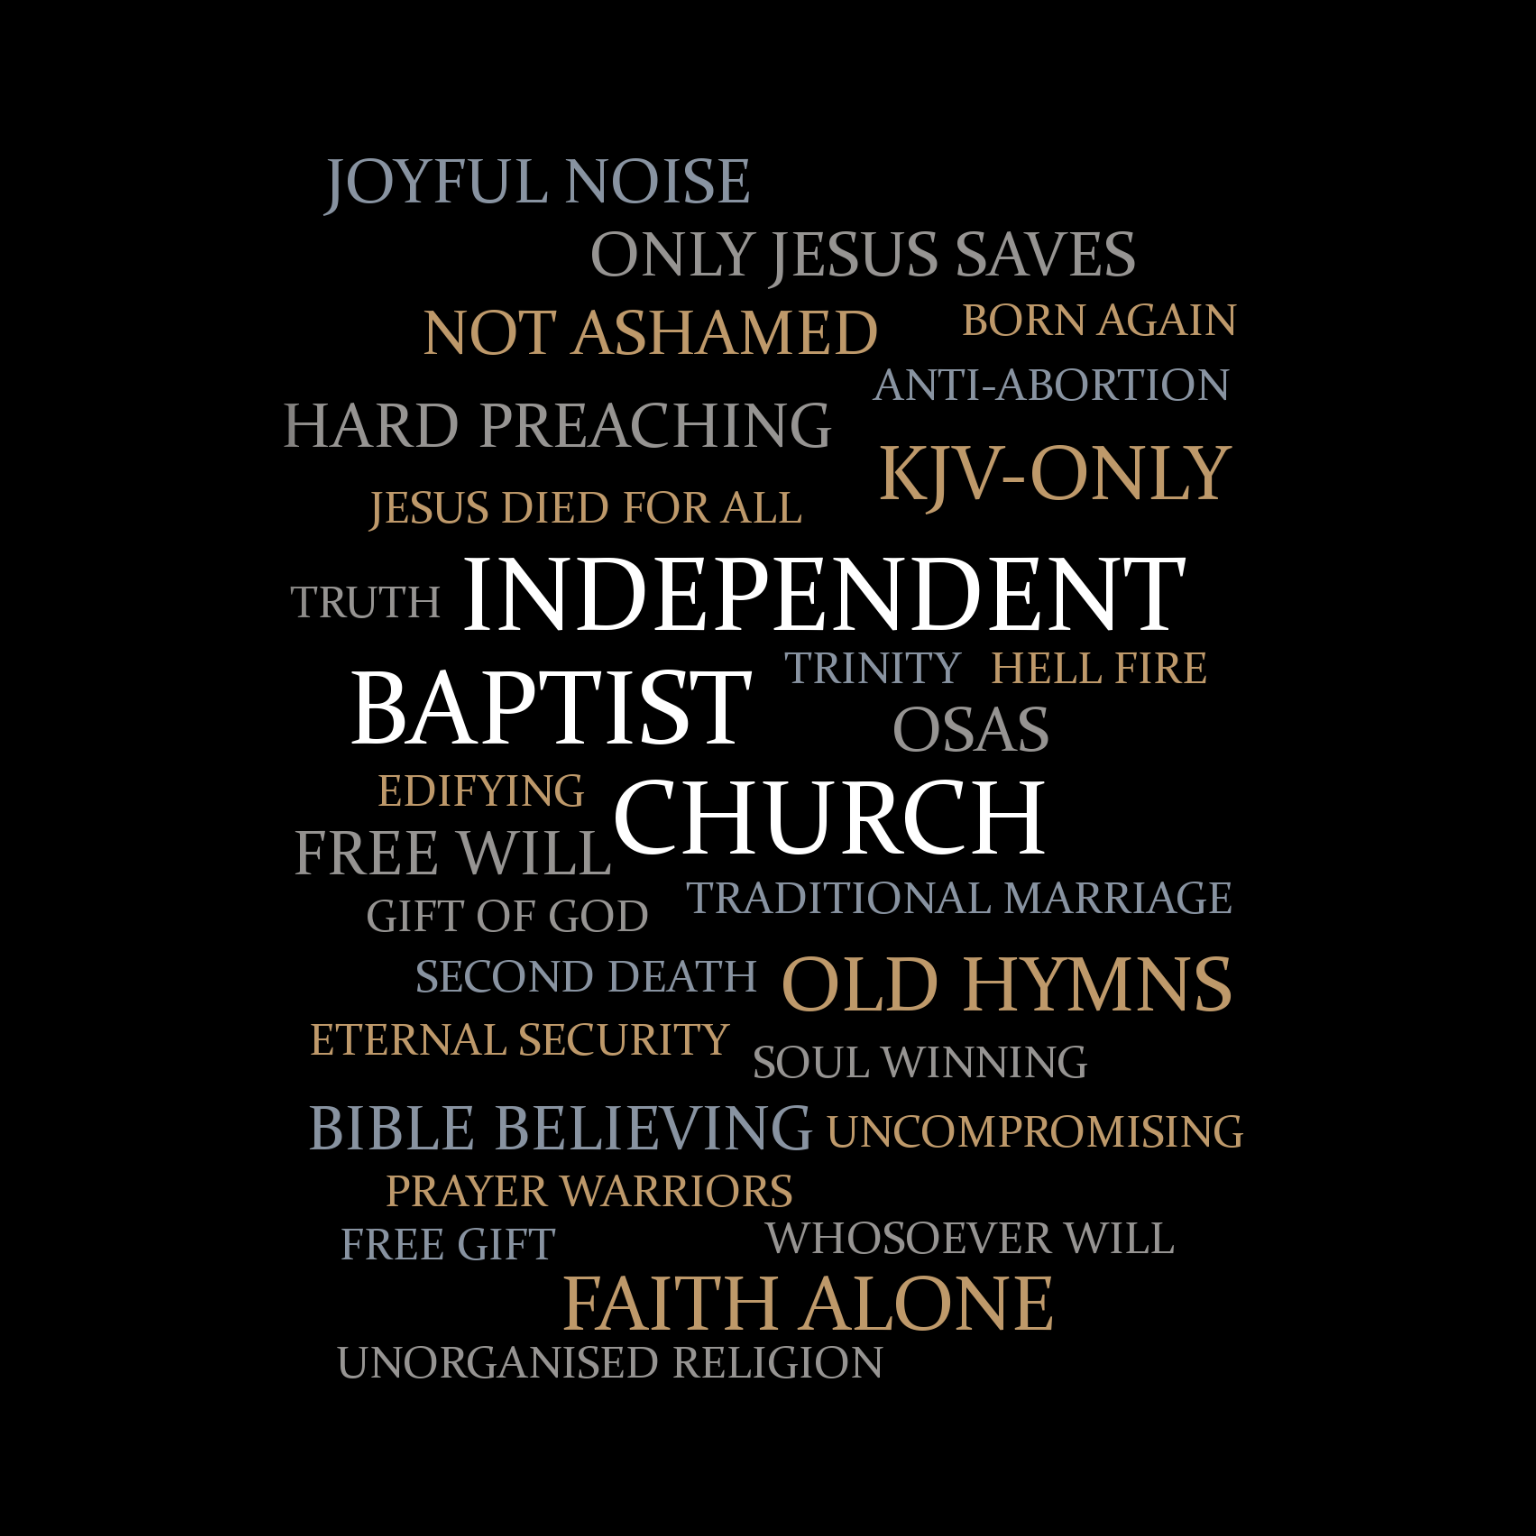 JOYFUL NOISE
ONLY JESUS SAVES
NOT ASHAMED
BORN AGAIN
ANTI-ABORTION
HARD PREACHING
KJV-ONLY
JESUS DIED FOR ALL
TRUTH
INDEPENDENT
BAPTIST
TRINITY
HELL FIRE
OSAS
EDIFYING
CHURCH
FREE WILL
GIFT OF GOD
TRADITIONAL MARRIAGE
SECOND DEATH
OLD HYMNS
ETERNAL SECURITY
SOUL WINNING
BIBLE BELIEVING
UNCOMPROMISING
PRAYER WARRIORS
FREE GIFT
WHOSOEVER WILL
FAITH ALONE
UNORGANISED RELIGION